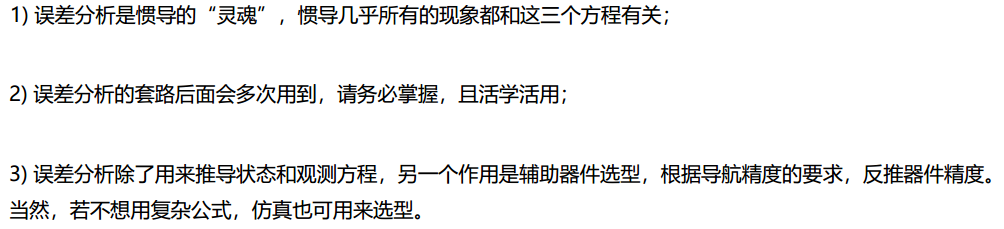 1) 误差分析是惯导的“灵魂”，惯导几乎所有的现象都和这三个方程有关；
2) 误差分析的套路后面会多次用到，请务必掌握，且活学活用；
3) 误差分析除了用来推导状态和观测方程，另一个作用是辅助器件选型，根据导航精度的要求，反推器件精度。
当然，若不想用复杂公式，仿真也可用来选型。